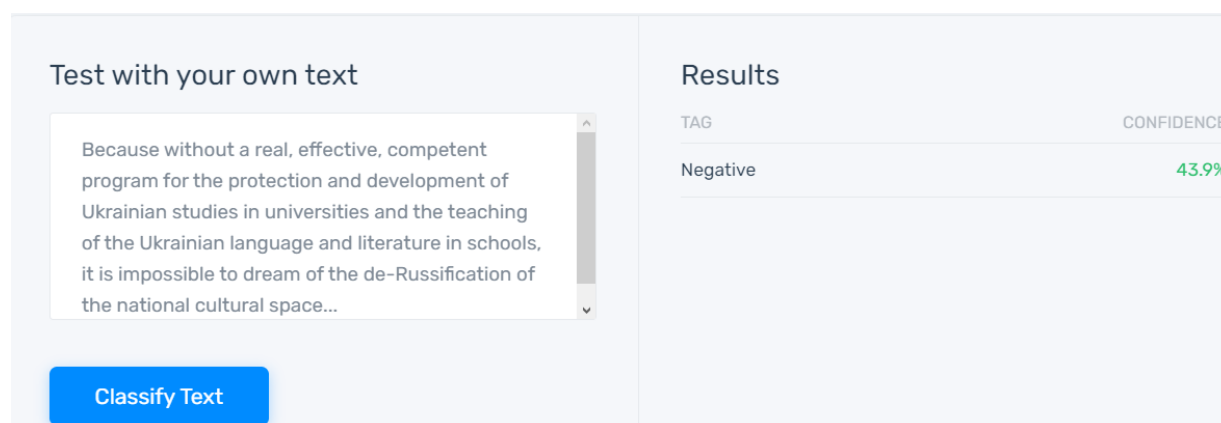 Test with your own text
Because without a real, effective, competent
program for the protection and development of
Ukrainian studies in universities and the teaching
of the Ukrainian language and literature in schools,
it is impossible to dream of the de-Russification of
the national cultural space...
Classify Text
Results
TAG CONFIDENCE
Negative 43.9%